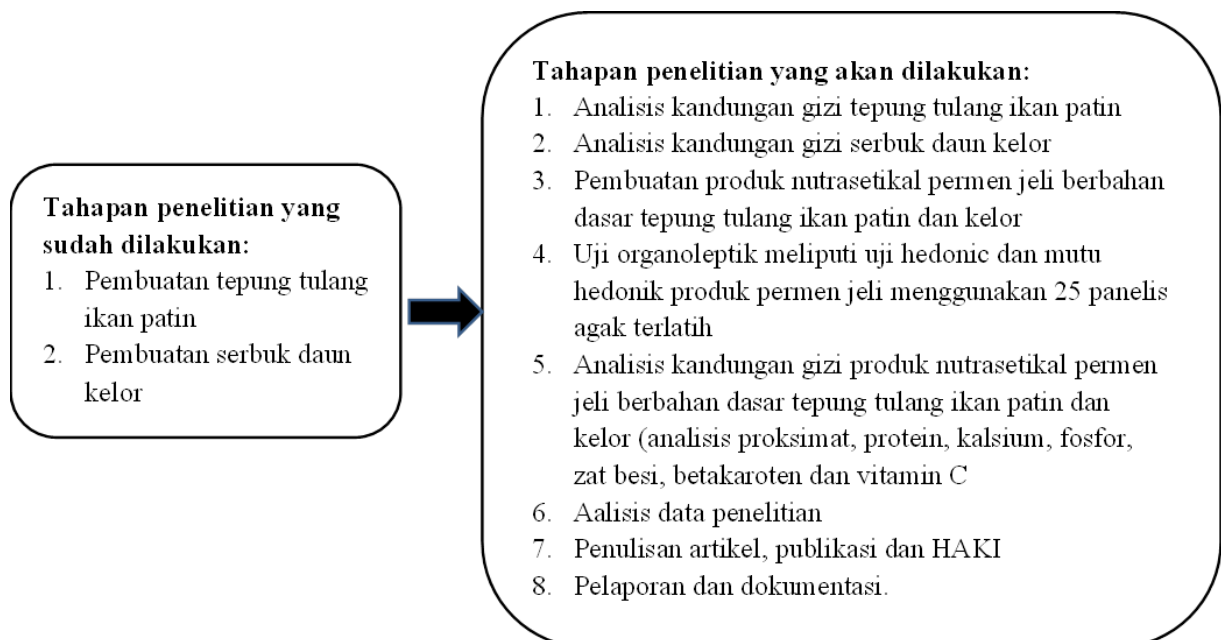 Tahapan penelitian yang
sudah dilakukan:
1. Pembuatan tepung tulang
ikan patin
2. Pembuatan serbuk daun
kelor
Tahapan penelitian yang akan dilakukan:
1. Analisis kandungan gizi tepung tulang ikan patin
2. Analisis kandungan gizi serbuk daun kelor
3. Pembuatan produk nutrasetikal permen jeli berbahan
dasar tepung tulang ikan patin dan kelor
4. Uji organoleptik meliputi uji hedonic dan mutu
hedonik produk permen jeli menggunakan 25 panelis
agak terlatih
5. Analisis kandungan gizi produk nutrasetikal permen
jeli berbahan dasar tepung tulang ikan patin dan
kelor (analisis proksimat, protein, kalsium, fosfor,
zat besi, betakaroten dan vitamin C
6. Aalisis data penelitian
7. Penulisan artikel, publikasi dan HAKI
8. Pelaporan dan dokumentasi.